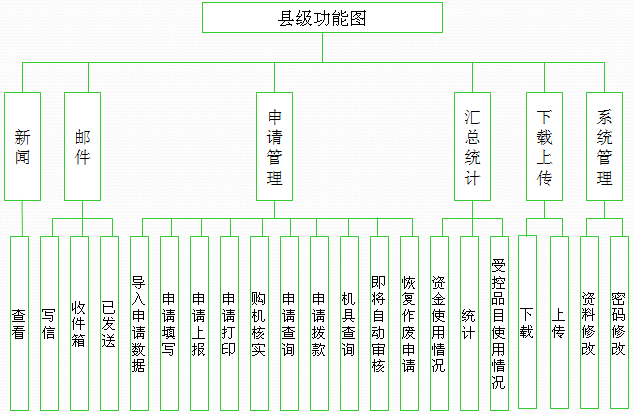 县级功能图
新闻
邮件
申请管理
汇总统计
下载上传
系统管理
查看
写信
收件箱
已发送
导入申请数据
申请填写
申请上报
申请打印
购机核实
申请查询
申请拨款
机具查询
即将自动审核
恢复作废申请
资金使用情况
统计
受控品目使用情况
下载
上传
资料修改
密码修改